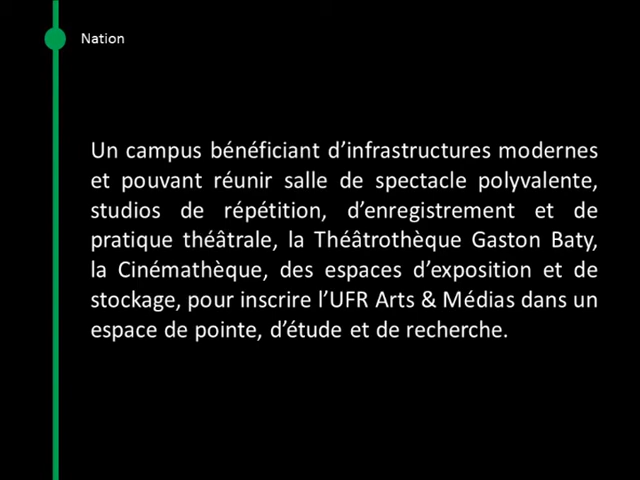 Nation
Un campus bénéficiant d’infrastructures modernes
et pouvant réunir salle de spectacle polyvalente,
studios de répétition, d’enregistrement et de
pratique théâtrale, la Théâtrothèque Gaston Baty,
la Cinémathèque, des espaces d’exposition et de
stockage, pour inscrire l’UFR Arts & Médias dans un
espace de pointe, d’étude et de recherche.